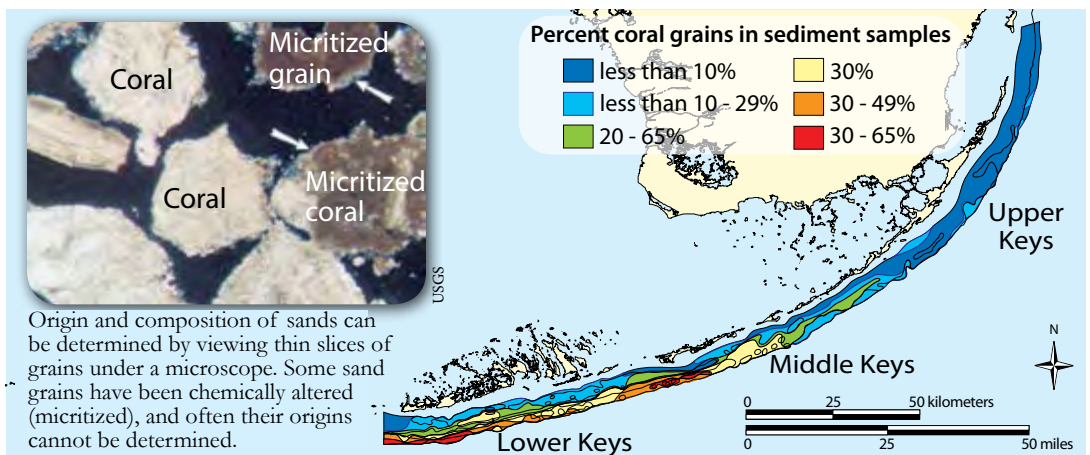 Coral
Micritized
grain
Coral
Micritized
coral
USGS
Origin and composition of sands can
be determined by viewing thin slices of
grains under a microscope. Some sand
grains have been chemically altered
(micritized), and often their origins
cannot be determined.
Percent coral grains in sediment samples
less than 10%
30%
less than 10 - 29%
30 - 49%
20 - 65%
30 - 65%
Upper
Keys
Middle Keys
Lower Keys
N
0 25 50 kilometers
0 25 50 miles